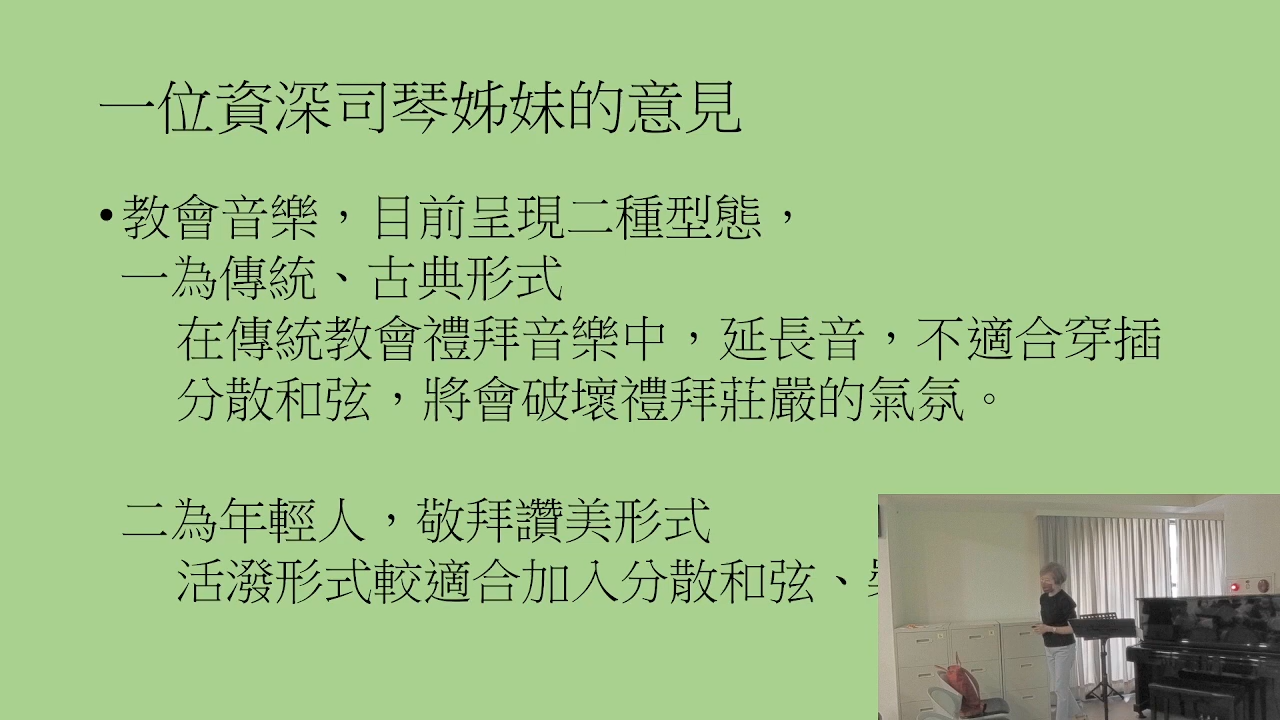 一位資深司琴姊妹的意見
•教會音樂，目前呈現二種型態，
一為傳統、古典形式
在傳統教會禮拜音樂中，延長音，不適合穿插
分散和弦，將會破壞禮拜莊嚴的氣氛。
二為年輕人，敬拜讚美形式
活潑形式較適合加入分散和弦、